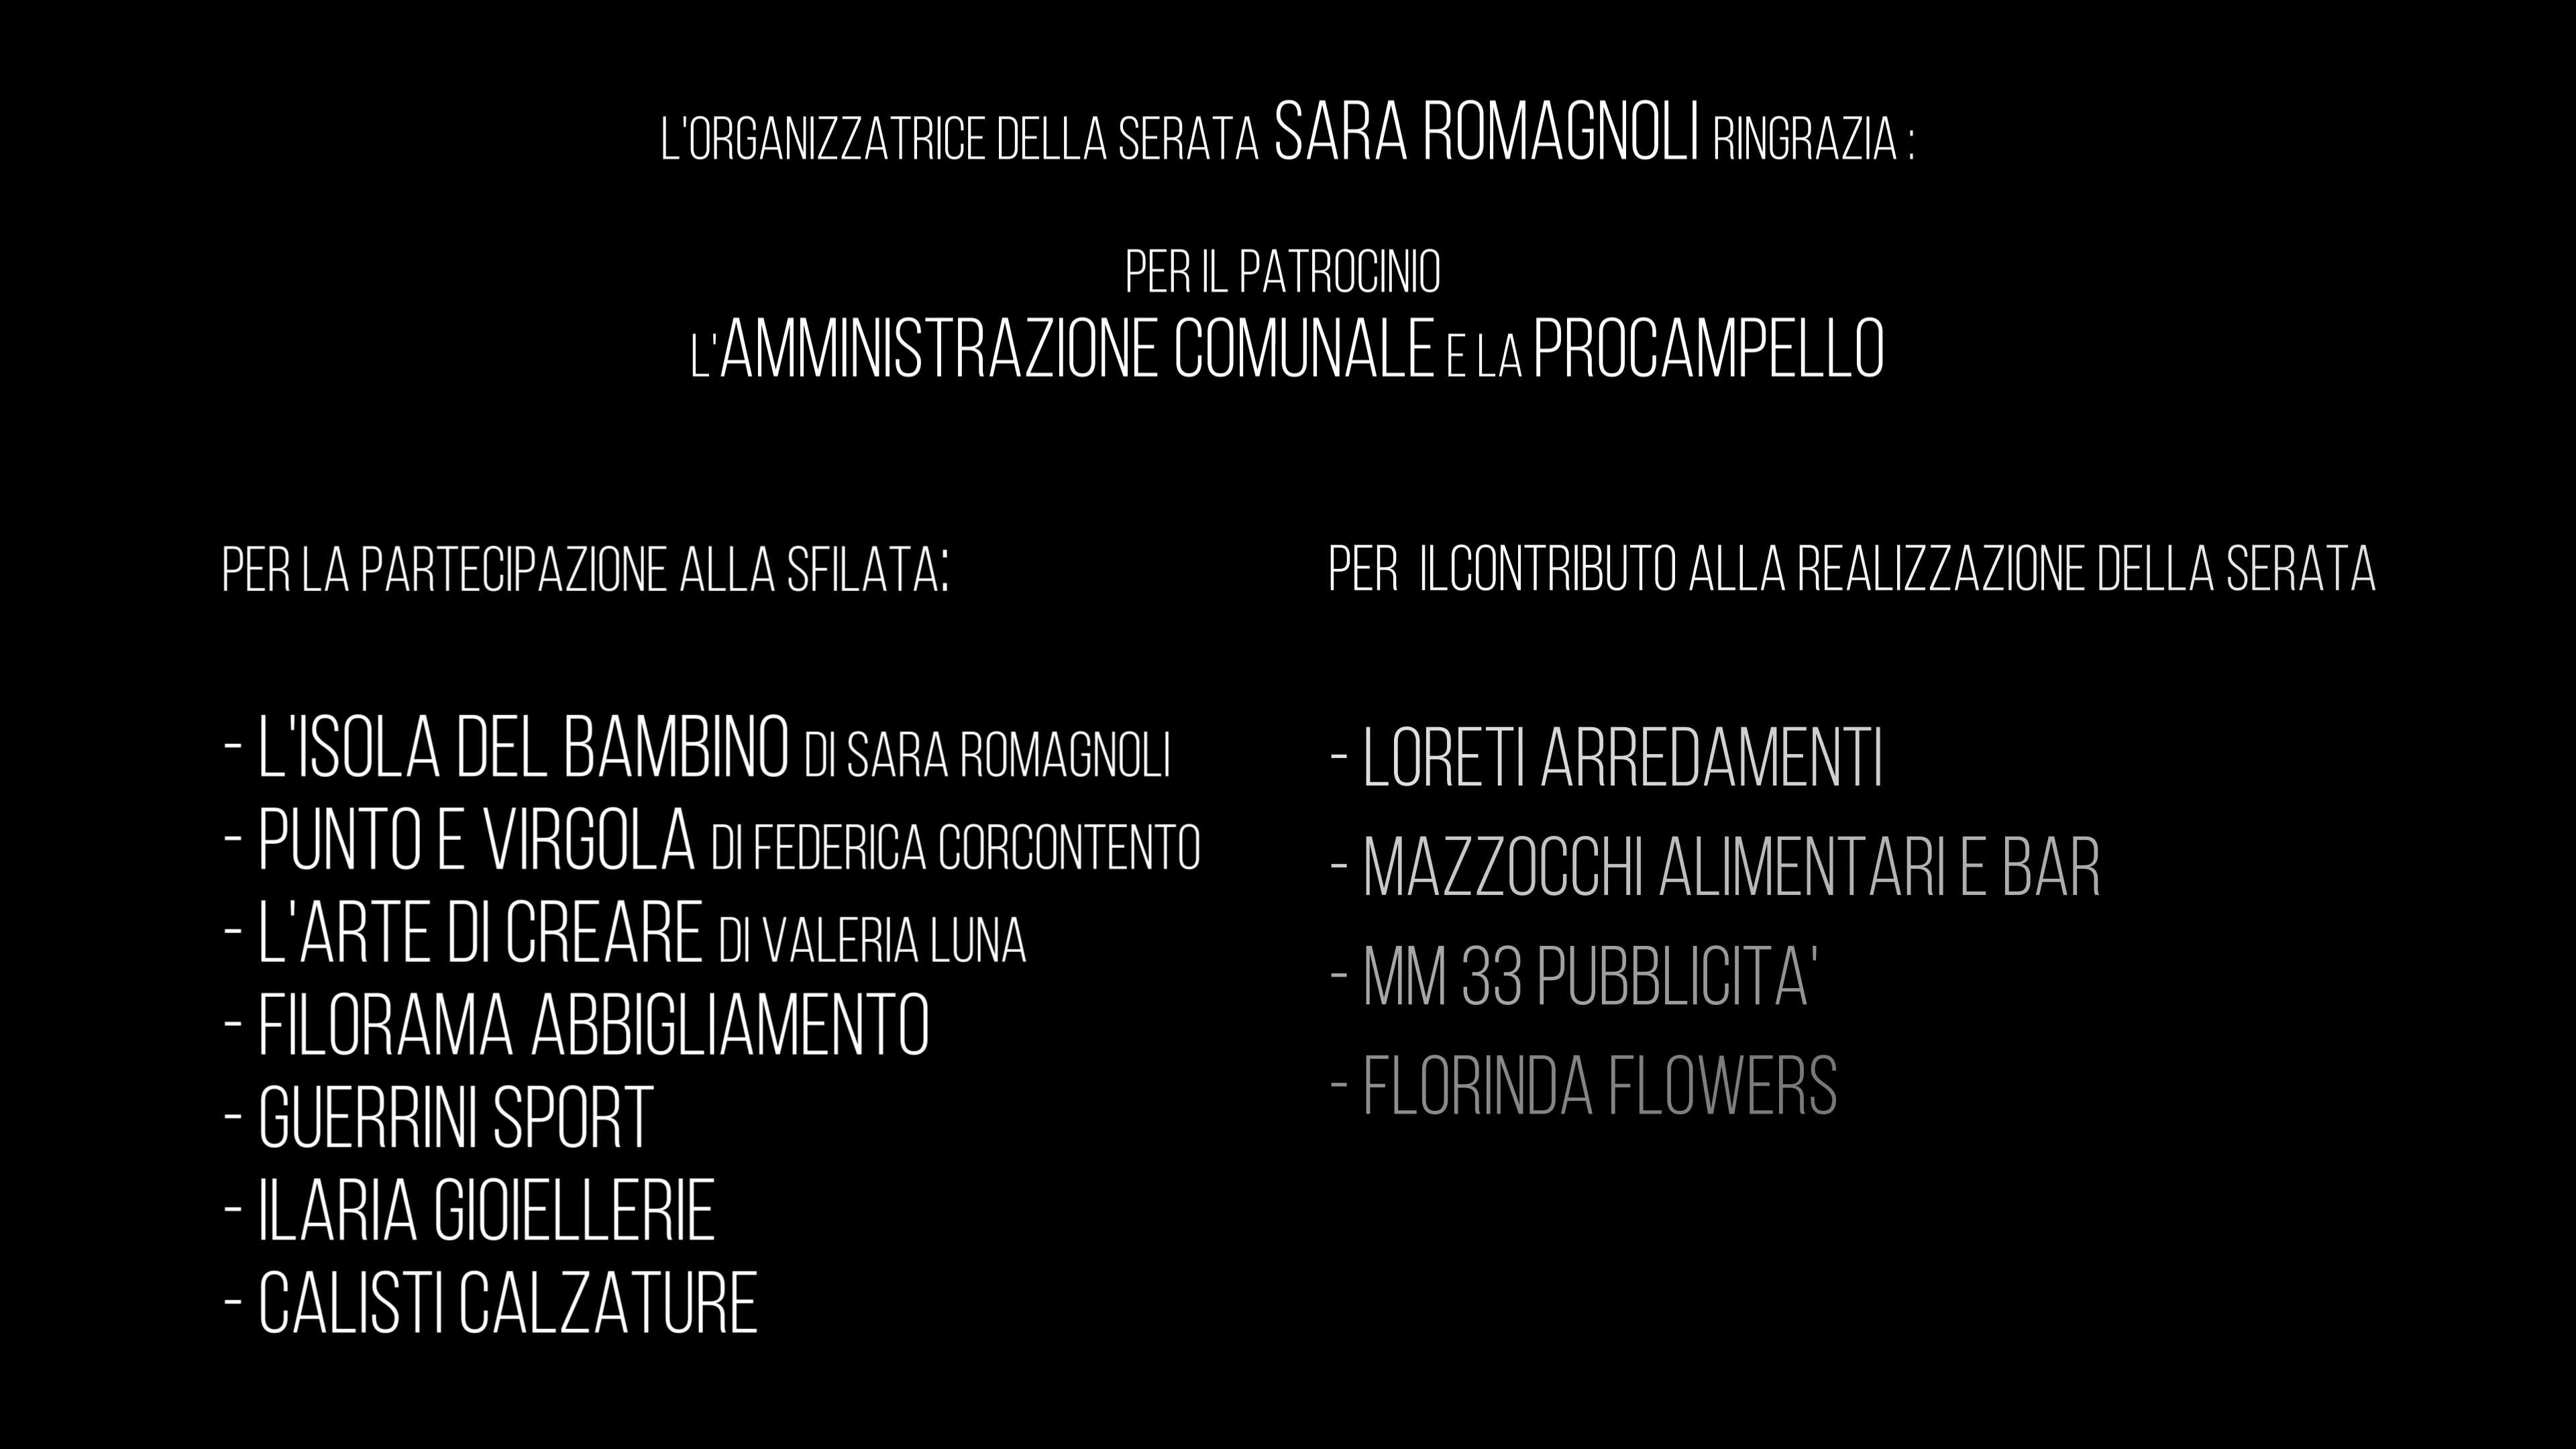 L'ORGANIZZATRICE DELLA SERATA SARA ROMAGNOLI RINGRAZIA :
PER IL PATROCINIO
L'AMMINISTRAZIONE COMUNALE E LA PROCAMPELLO
PER LA PARTECIPAZIONE ALLA SFILATA:
- L'ISOLA DEL BAMBINO DI SARA ROMAGNOLI
- PUNTO E VIRGOLA DI FEDERICA CORCONTENTO
- L'ARTE DI CREARE DI VALERIA LUNA
- FILORAMA ABBIGLIAMENTO
- GUERRINI SPORT
- ILARIA GIOIELLERIE
- CALISTI CALZATURE
PER ILCONTRIBUTO ALLA REALIZZAZIONE DELLA SERATA
- LORETI ARREDAMENTI
- MAZZOCCHI ALIMENTARI E BAR
- MM 33 PUBBLICITA'
- FLORINDA FLOWERS